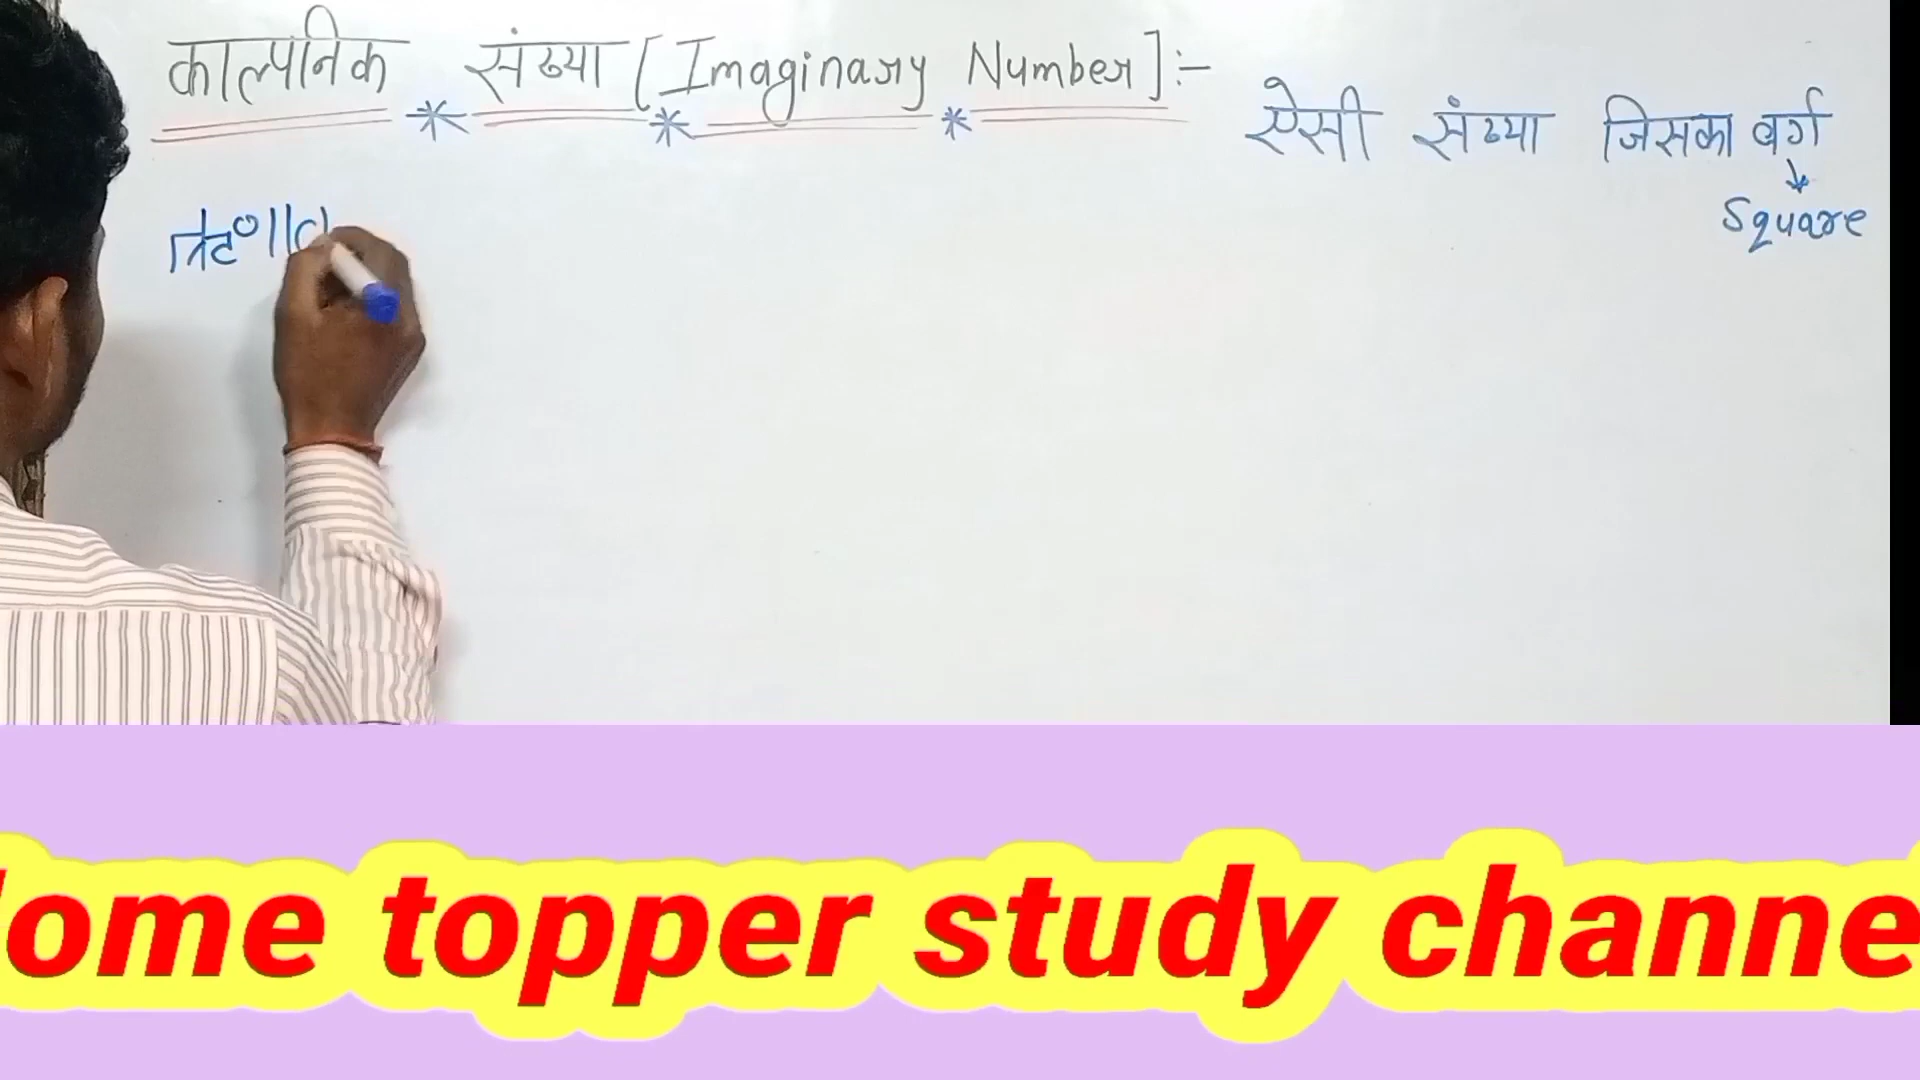 काल्पनिक संख्या [Imaginary Number]:-
ऐसी संख्या जिसका वर्ग
Square
ome topper study channe